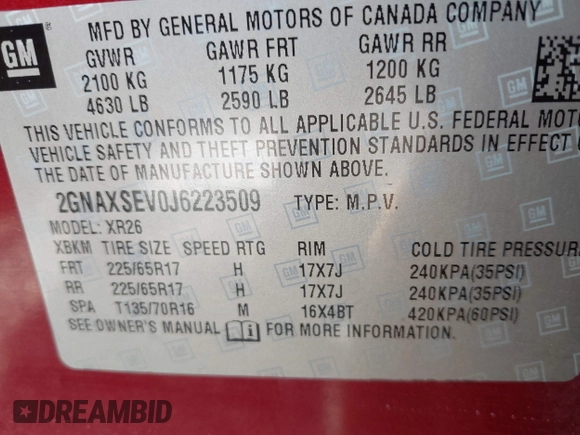 GM
MFD BY GENERAL MOTORS OF CANADA COMPANY
GVWR GAWR FRT GAWR RR
2100 KG 1175 KG 1200 KG
4630 LB 2590 LB 2645 LB
THIS VEHICLE CONFORMS TO ALL APPLICABLE U.S. FEDERAL MOTO
VEHICLE SAFETY AND THEFT PREVENTION STANDARDS IN EFFECT
THE DATE OF MANUFACTURE SHOWN ABOVE.
2GNAXSEV0J6223509 TYPE: M.P.V.
MODEL: XR26
XBKM TIRE SIZE SPEED RTG RIM COLD TIRE PRESSURE
FRT 225/65R17 H 17X7J 240KPA(35PSI)
RR 225/65R17 H 17X7J 240KPA(35PSI)
SPA T135/70R16 M 16X4BT 420KPA(60PSI)
SEE OWNER'S MANUAL FOR MORE INFORMATION.
DREAMBID